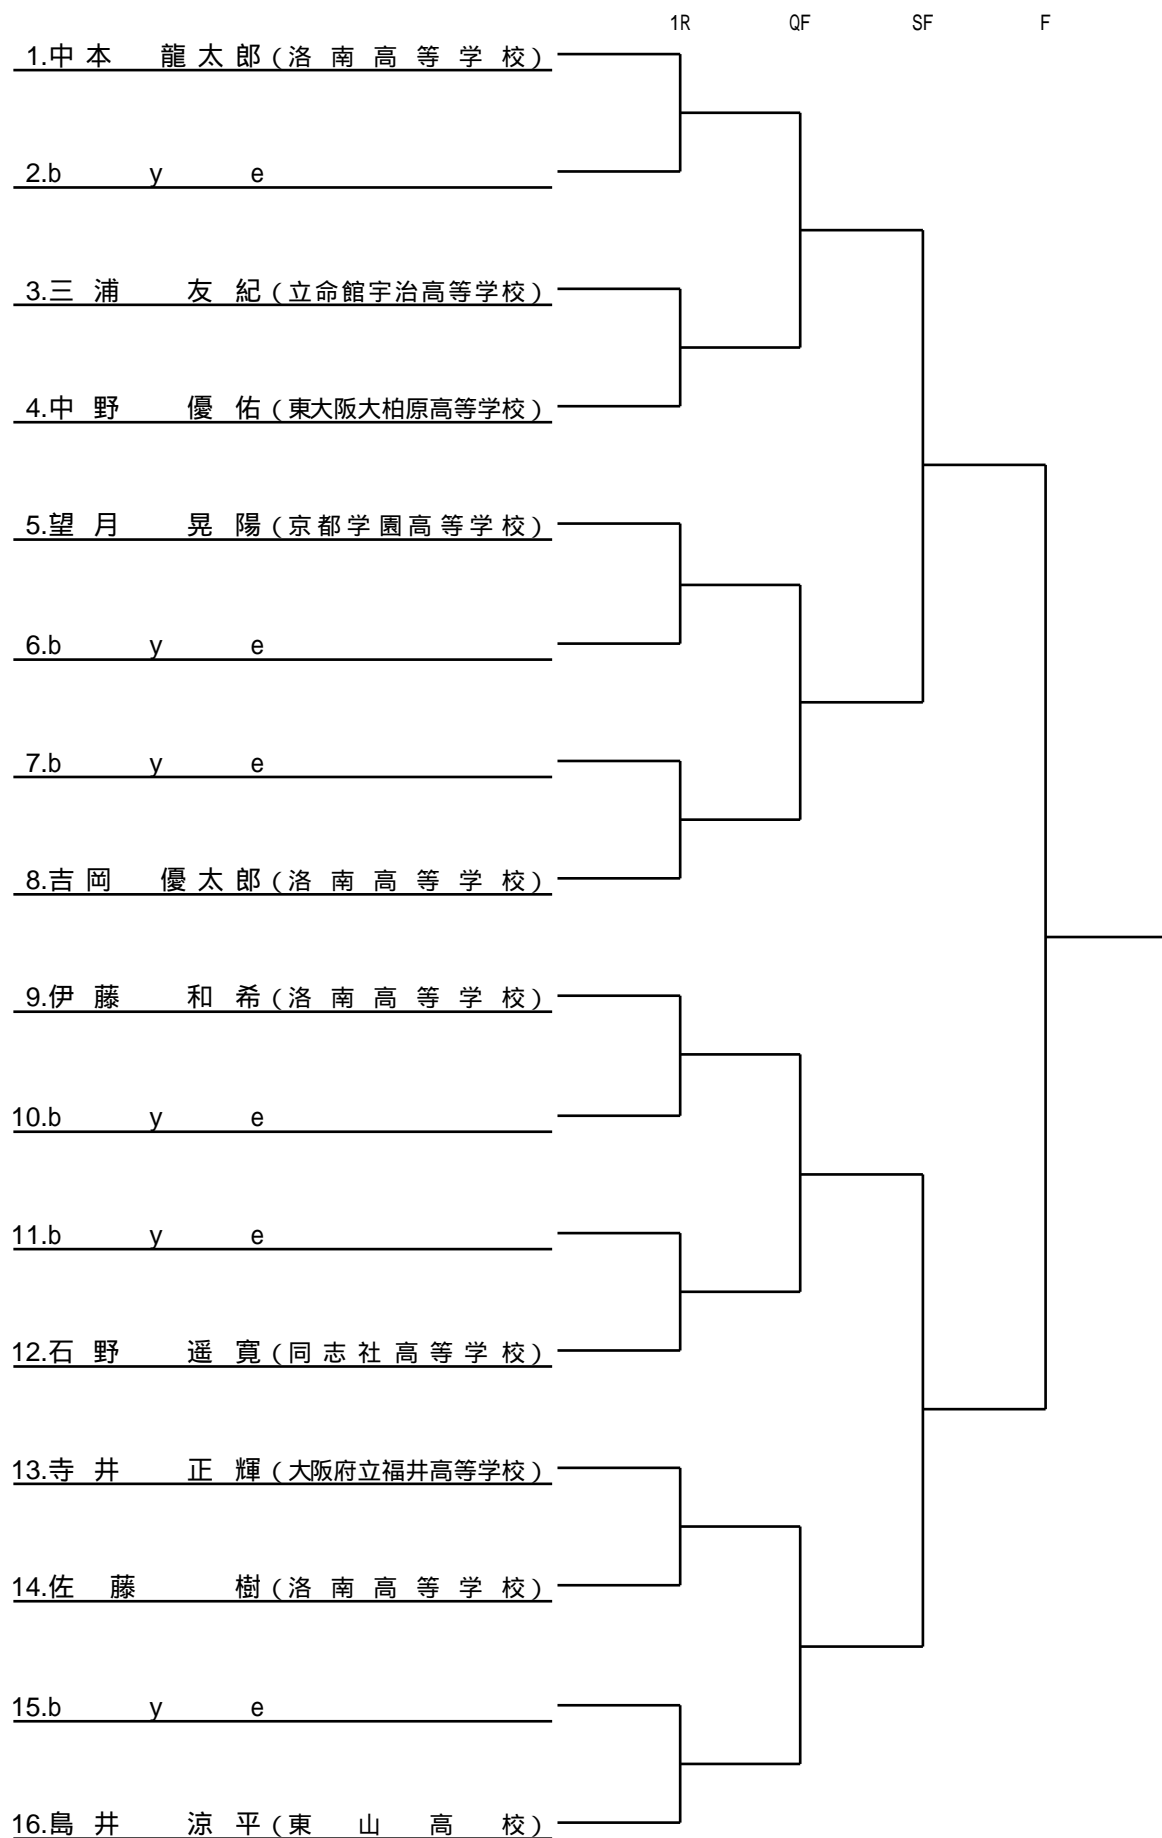 1R QF SF F
1.中本 龍太郎(洛南高等学校)
2.bye
3.三浦 友紀(立命館宇治高等学校)
4.中野 優佑(東大阪大柏原高等学校)
5.望月 晃陽(京都学園高等学校)
6.bye
7.bye
8.吉岡 優太郎(洛南高等学校)
9.伊藤 和希(洛南高等学校)
10.bye
11.bye
12.石野 遥寛(同志社高等学校)
13.寺井 正輝(大阪府立福井高等学校)
14.佐藤 樹(洛南高等学校)
15.bye
16.島井 涼平(東山高校)